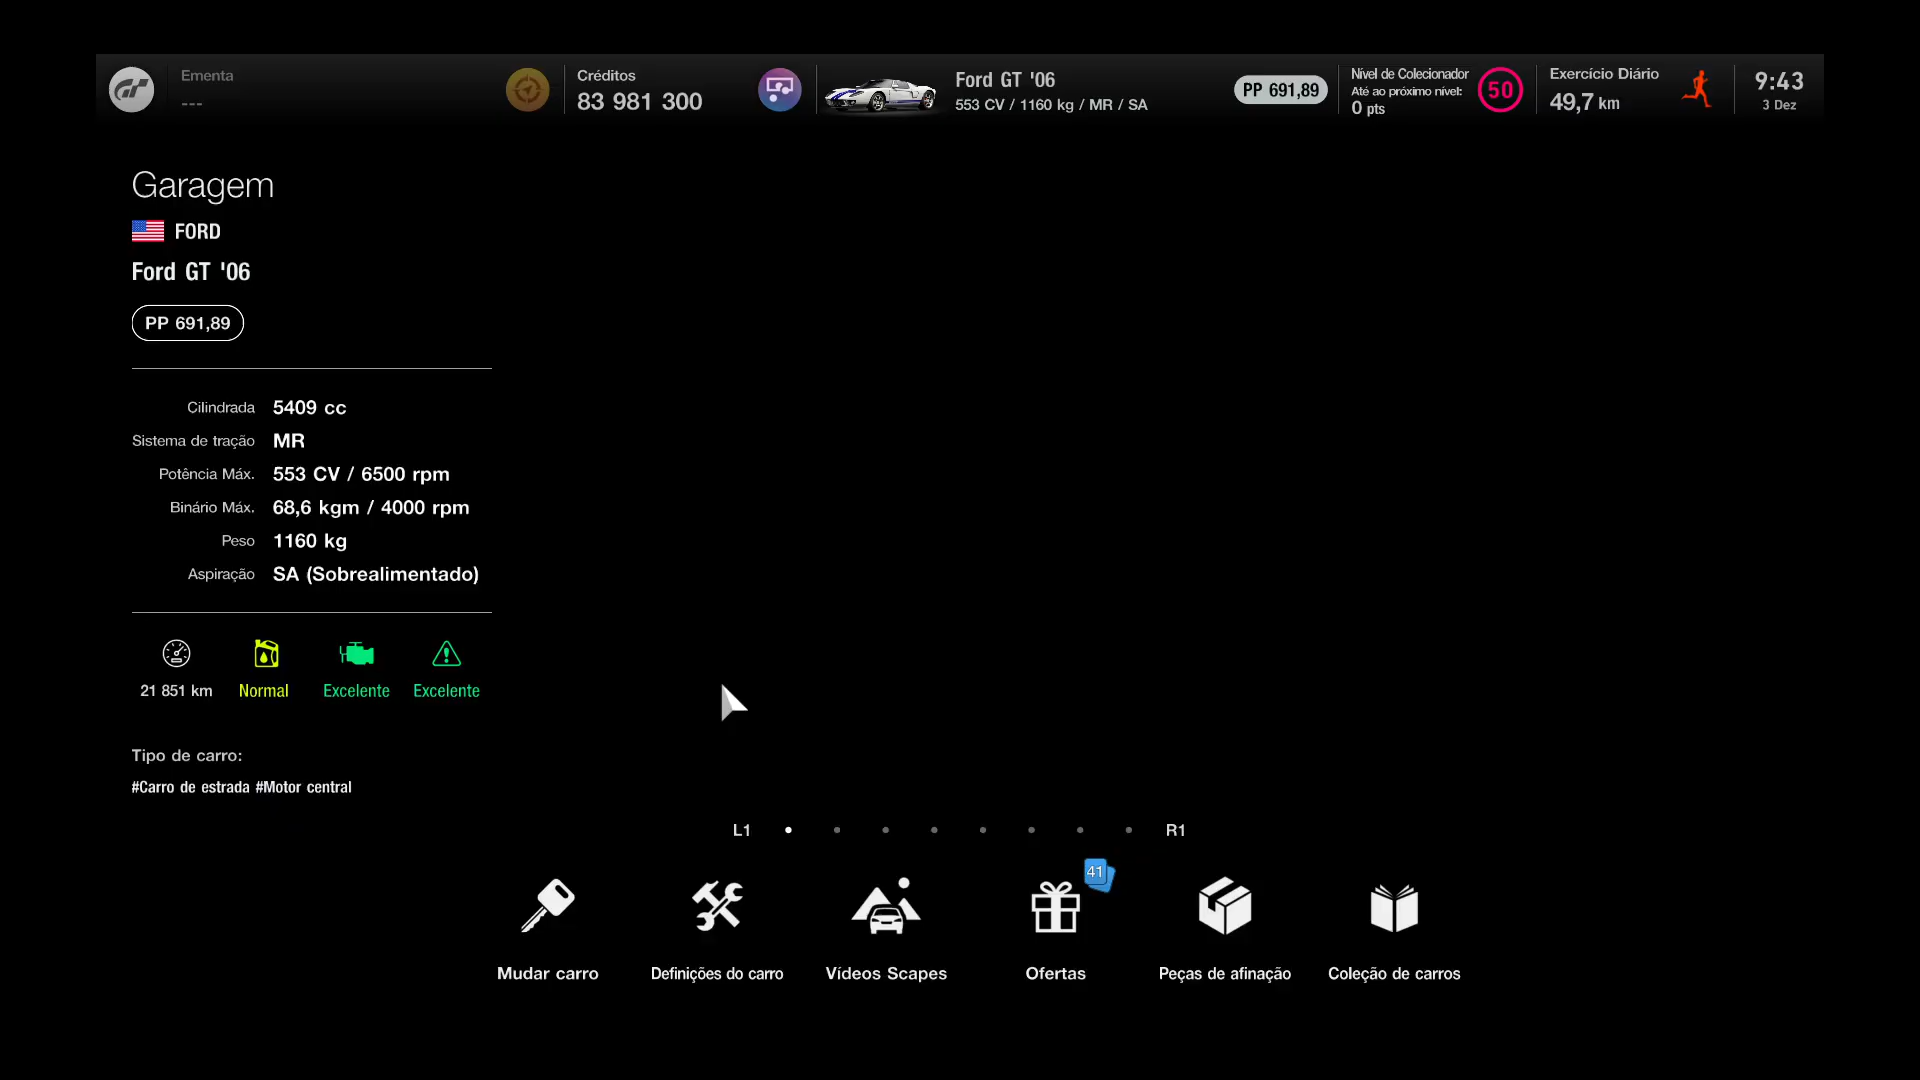 Ementa
---
Créditos
83 981 300
Ford GT '06
553 CV / 1160 kg / MR / SA
PP 691,89
Nível de Colecionador
Até ao próximo nível:
0 pts
50
Exercício Diário
49,7 km
9:43
3 Dez
Garagem
FORD
Ford GT '06
PP 691,89
Cilindrada 5409 cc
Sistema de tração MR
Potência Máx. 553 CV / 6500 rpm
Binário Máx. 68,6 kgm / 4000 rpm
Peso 1160 kg
Aspiração SA (Sobrealimentado)
21 851 km Normal Excelente Excelente
Tipo de carro:
#Carro de estrada #Motor central
L1 R1
41
Mudar carro Definições do carro Vídeos Scapes Ofertas Peças de afinação Coleção de carros